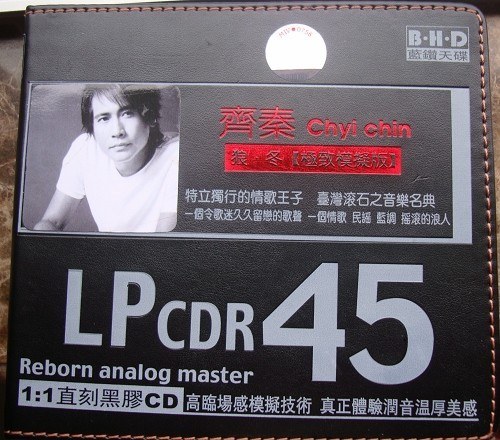 B·H·D
藍鑽天碟
齊秦 Chyi chin
狼·冬【極致模擬版】
特立獨行的情歌王子 臺灣滾石之音樂名典
一個令歌迷久久留戀的歌聲 一個情歌 民謠 藍調 搖滾的浪人
LPCDR45
Reborn analog master
1:1直刻黑膠CD 高臨場感模擬技術 真正體驗潤音溫厚美感